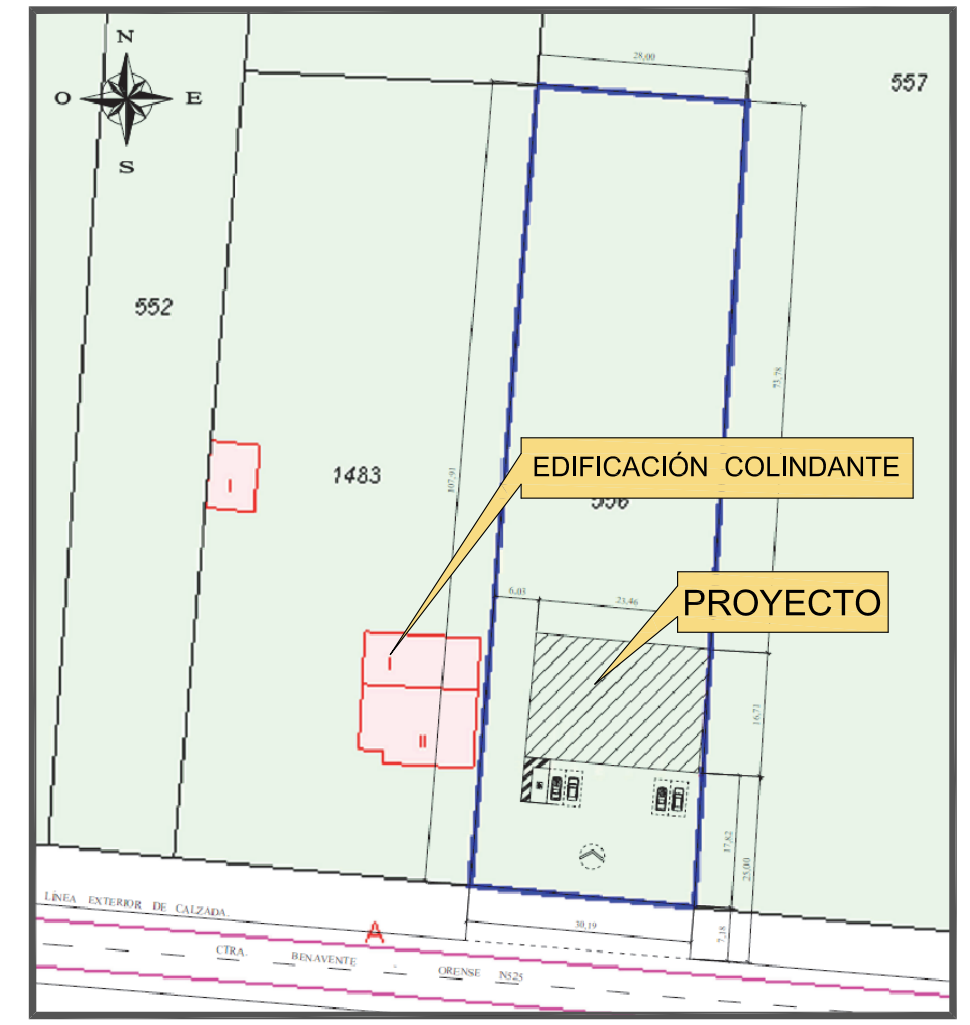 N
O E
S
28,00
557
552
73,78
EDIFICACIÓN COLINDANTE
I
1483
107,91
556
6,03
23,46
PROYECTO
I
II
16,73
17,82
25,00
LÍNEA EXTERIOR DE CALZADA.
A
30,19
7,18
CTRA. BENAVENTE - ORENSE N525